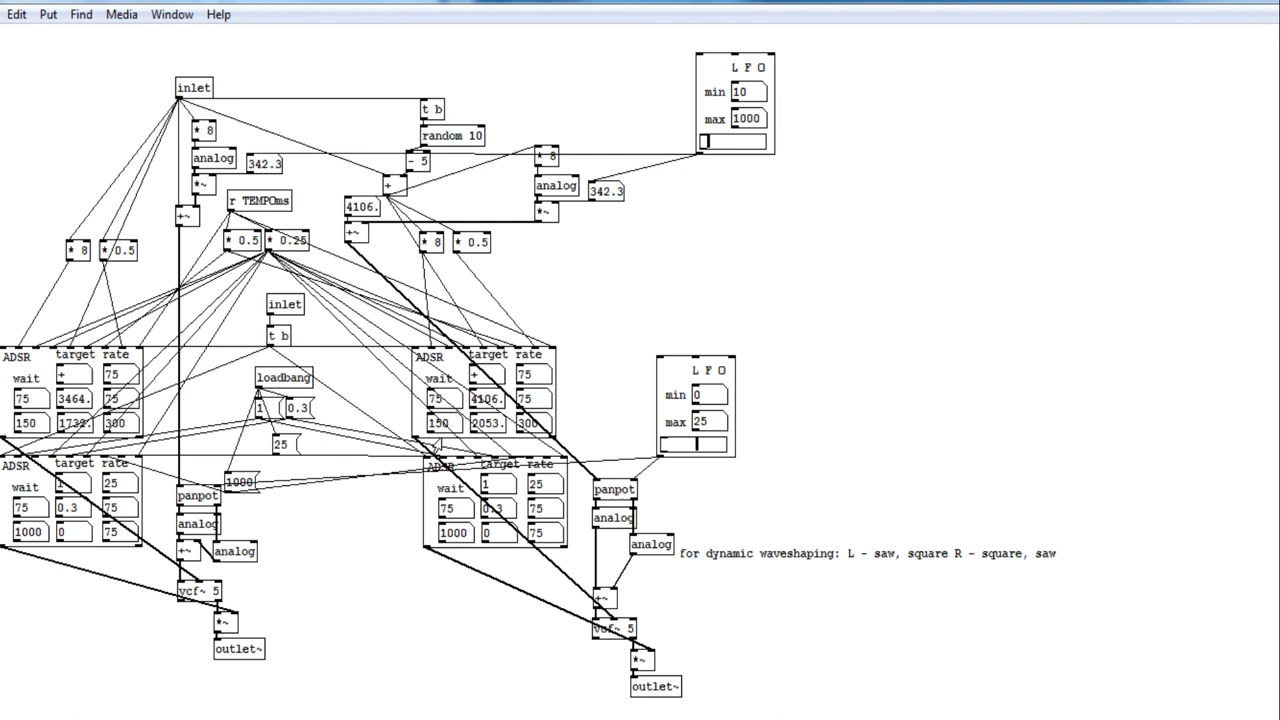 Edit Put Find Media Window Help
L F O
min 10
max 1000
inlet
t b
* 8
random 10
analog
342.3
- 5
* 8
*~
+
analog
342.3
r TEMPOms
4106.
*~
+~
+~
* 8
* 0.5
* 0.5
* 0.25
* 8
* 0.5
inlet
t b
ADSR target rate
wait + 75
75 3464. 75
150 1732. 300
loadbang
1 0.3
25
ADSR target rate
wait + 75
75 4106. 75
150 2053. 300
L F O
min 0
max 25
ADSR target rate
wait 1 25
75 0.3 75
1000 0 75
1000
panpot
analog
+~
analog
vcf~ 5
*~
outlet~
ADSR target rate
wait 1 25
75 0.3 75
1000 0 75
panpot
analog
analog
for dynamic waveshaping: L - saw, square R - square, saw
+~
vcf~ 5
*~
outlet~